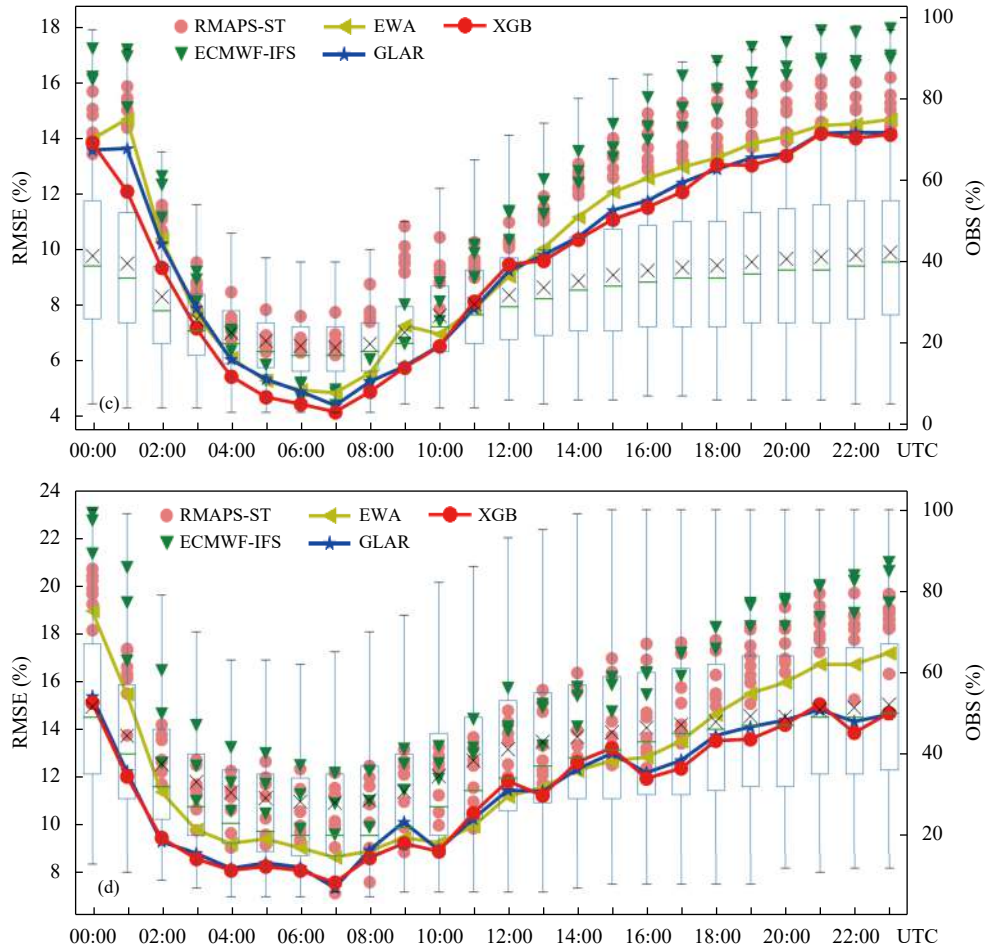 RMAPS-ST EWA XGB
ECMWF-IFS GLAR
18
16
14
12
10
8
6
4
RMSE (%)
100
80
60
40
20
0
OBS (%)
(c)
00:00 02:00 04:00 06:00 08:00 10:00 12:00 14:00 16:00 18:00 20:00 22:00 UTC
RMAPS-ST EWA XGB
ECMWF-IFS GLAR
24
22
20
18
16
14
12
10
8
RMSE (%)
100
80
60
40
20
OBS (%)
(d)
00:00 02:00 04:00 06:00 08:00 10:00 12:00 14:00 16:00 18:00 20:00 22:00 UTC